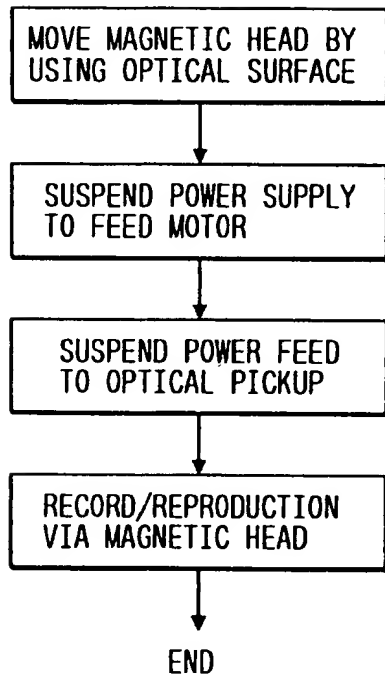 MOVE MAGNETIC HEAD BY
USING OPTICAL SURFACE
SUSPEND POWER SUPPLY
TO FEED MOTOR
SUSPEND POWER FEED
TO OPTICAL PICKUP
RECORD/REPRODUCTION
VIA MAGNETIC HEAD
END